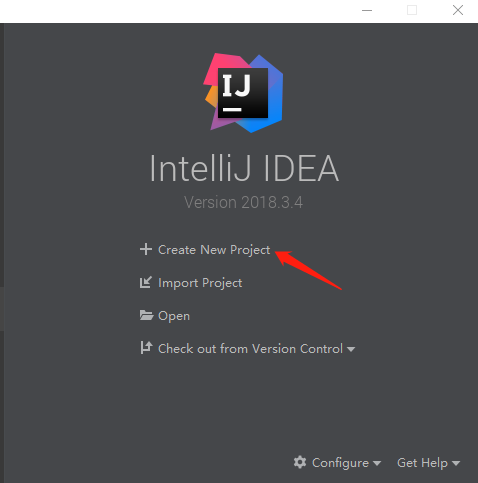 IJ
IntelliJ IDEA
Version 2018.3.4
Create New Project
Import Project
Open
Check out from Version Control
Configure Get Help